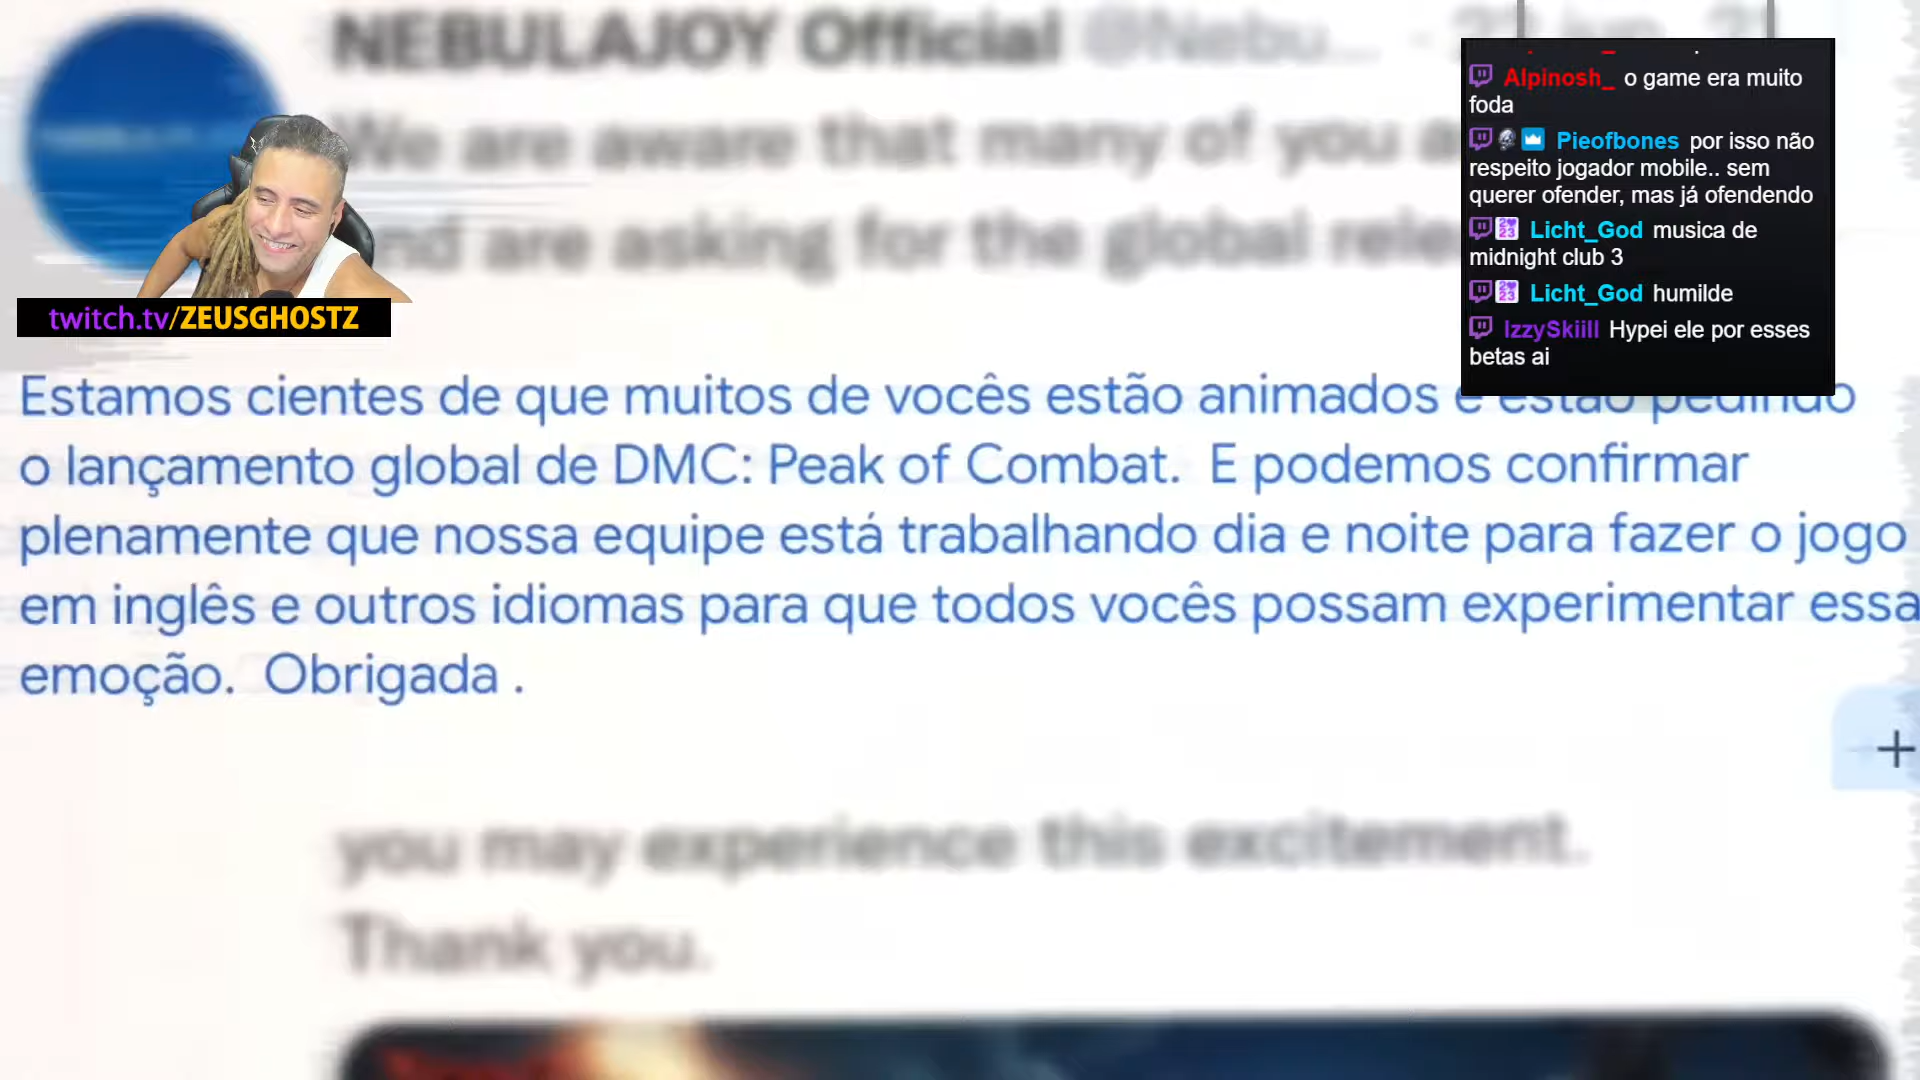 NEBULAJOY Official @Nebu...
We are aware that many of you
and are asking for the global
twitch.tv/ZEUSGHOSTZ
Alpinosh_ o game era muito
foda
Pieofbones por isso não
respeito jogador mobile.. sem
querer ofender, mas já ofendendo
Licht_God musica de
midnight club 3
Licht_God humilde
IzzySkiill Hypei ele por esses
betas ai
Estamos cientes de que muitos de vocês estão animados e estão pedindo
o lançamento global de DMC: Peak of Combat. E podemos confirmar
plenamente que nossa equipe está trabalhando dia e noite para fazer o jogo
em inglês e outros idiomas para que todos vocês possam experimentar essa
emoção. Obrigada .
you may experience this excitement.
Thank you.